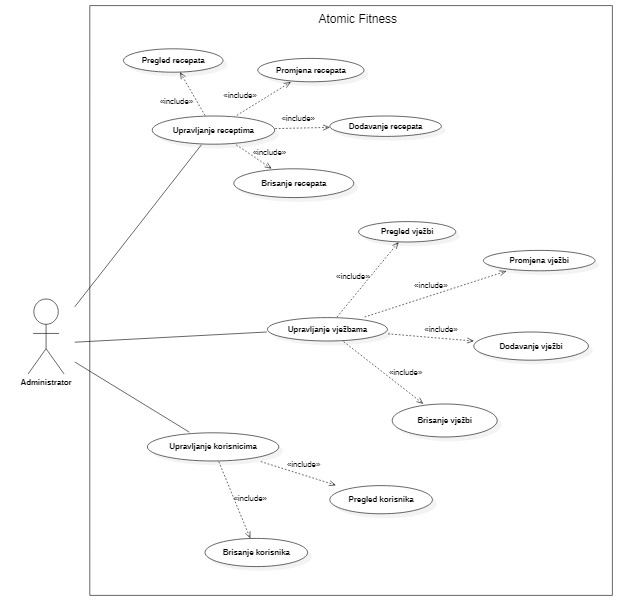 Atomic Fitness
Pregled recepata
Promjena recepata
«include»
«include»
«include»
Upravljanje receptima
Dodavanje recepata
«include»
Brisanje recepata
Pregled vježbi
Promjena vježbi
«include»
«include»
Upravljanje vježbama
«include»
Dodavanje vježbi
«include»
Administrator
Brisanje vježbi
Upravljanje korisnicima
«include»
«include»
Pregled korisnika
Brisanje korisnika